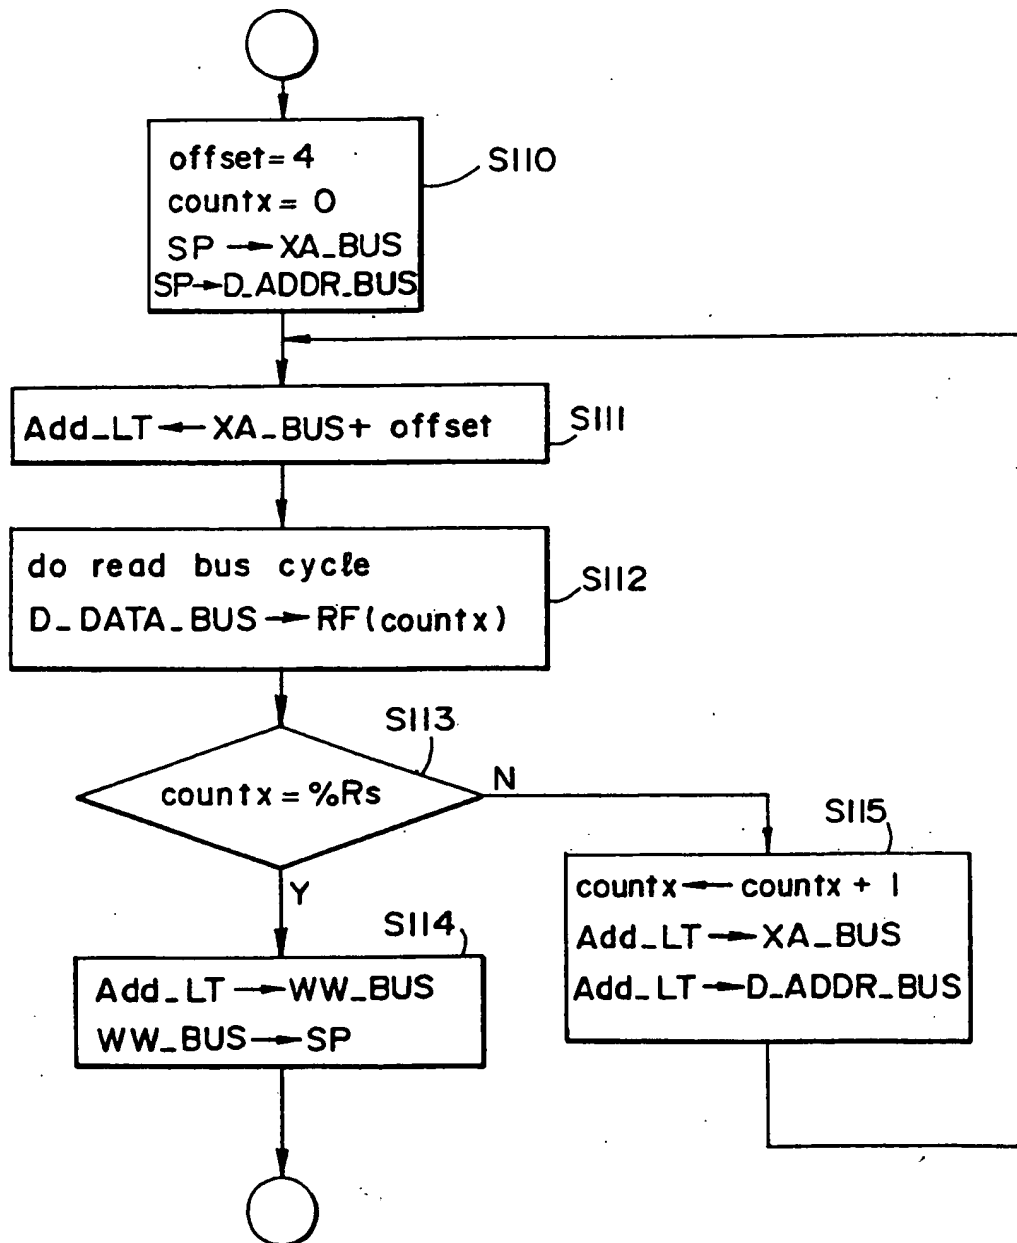 offset=4
countx = 0
SP → XA_BUS
SP→D_ADDR_BUS
S110
Add_LT ← XA_BUS+ offset
S111
do read bus cycle
D_DATA_BUS → RF(countx)
S112
S113
countx = %Rs
N
Y
S115
countx ← countx + 1
Add_LT → XA_BUS
Add_LT → D_ADDR_BUS
S114
Add_LT → WW_BUS
WW_BUS → SP